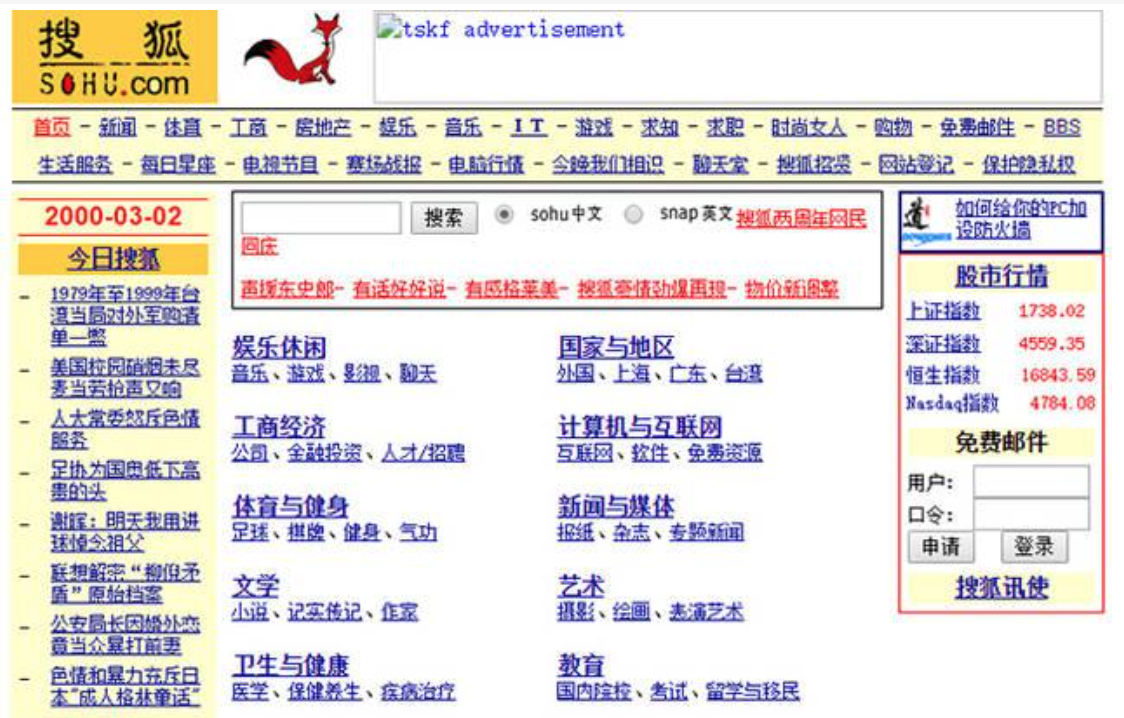 搜 狐
SOHU.com
tskf advertisement
首页 - 新闻 - 体育 - 工商 - 房地产 - 娱乐 - 音乐 - I T - 游戏 - 求知 - 求职 - 时尚女人 - 购物 - 免费邮件 - BBS
生活服务 - 每日星座 - 电视节目 - 赛场战报 - 电脑行情 - 今晚我们相识 - 聊天室 - 搜狐招贤 - 网站登记 - 保护隐私权
2000-03-02
今日搜狐
- 1979年至1999年台
湾当局对外军购清
单一瞥
- 美国校园硝烟未尽
麦当劳枪声又响
- 人大常委怒斥色情
服务
- 足协为国奥低下高
贵的头
- 谢晖：明天我用进
球悼念祖父
- 联想解密“柳倪矛
盾”原始档案
- 公安局长因婚外恋
竟当众暴打前妻
- 色情和暴力充斥日
本"成人格林童话"
搜索 sohu中文 snap英文 搜狐两周年网民
同庆
声援东史郎- 有话好好说- 有感格莱美- 搜狐豪情劲爆再现- 物价新调整
娱乐休闲
音乐、游戏、影视、聊天
国家与地区
外国、上海、广东、台湾
工商经济
公司、金融投资、人才/招聘
计算机与互联网
互联网、软件、免费资源
体育与健身
足球、棋牌、健身、气功
新闻与媒体
报纸、杂志、专题新闻
文学
小说、记实传记、作家
艺术
摄影、绘画、表演艺术
卫生与健康
医学、保健养生、疾病治疗
教育
国内院校、考试、留学与移民
道
如何给你的PC加
设防火墙
股市行情
上证指数 1738.02
深证指数 4559.35
恒生指数 16843.59
Nasdaq指数 4784.08
免费邮件
用户：
口令：
申请 登录
搜狐讯使